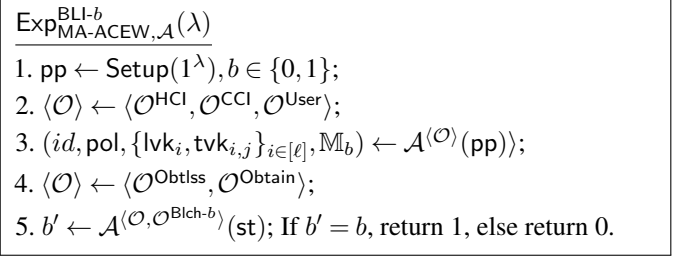 Exp^{BLI-b}_{MA-ACEW,𝒜}(λ)
1. pp ← Setup(1^λ), b ∈ {0, 1};
2. ⟨𝒪⟩ ← ⟨𝒪^{HCI}, 𝒪^{CCI}, 𝒪^{User}⟩;
3. (id, pol, {lvk_i, tvk_{i,j}}_{i∈[ℓ]}, 𝕄_b) ← 𝒜^{⟨𝒪⟩}(pp)⟩;
4. ⟨𝒪⟩ ← ⟨𝒪^{ObtIss}, 𝒪^{Obtain}⟩;
5. b′ ← 𝒜^{⟨𝒪,𝒪^{Blch-b}⟩}(st); If b′ = b, return 1, else return 0.